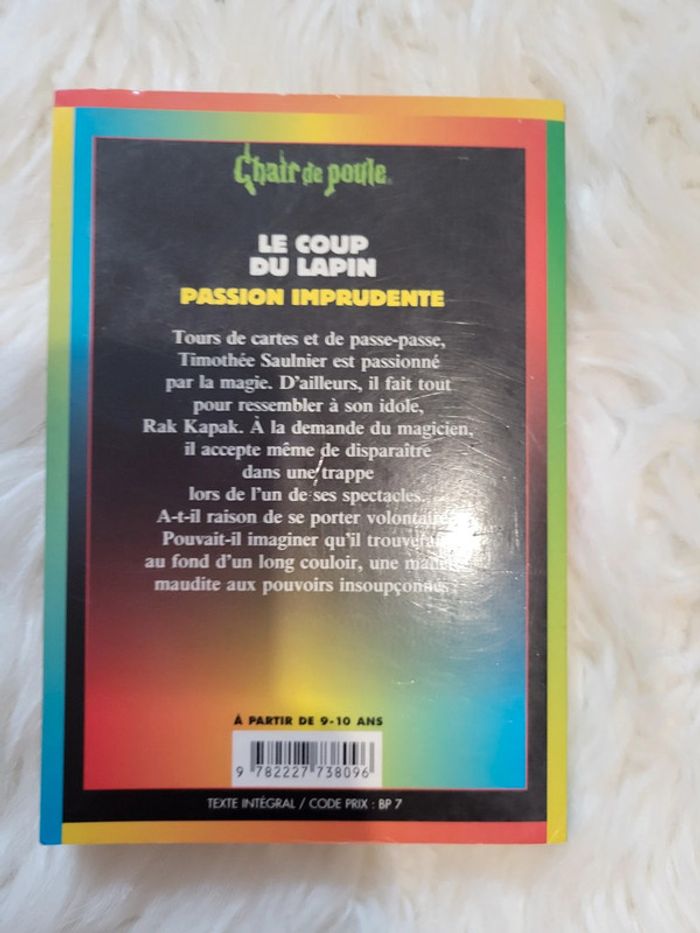 Chair de poule
LE COUP
DU LAPIN
PASSION IMPRUDENTE
Tours de cartes et de passe-passe,
Timothée Saulnier est passionné
par la magie. D'ailleurs, il fait tout
pour ressembler à son idole,
Rak Kapak. À la demande du magicien,
il accepte même de disparaître
dans une trappe
lors de l'un de ses spectacles.
A-t-il raison de se porter
Pouvait-il imaginer qu'il
au fond d'un long couloir, une
maudite aux pouvoirs insoupçonnés
À PARTIR DE 9-10 ANS
9 782227 738096
TEXTE INTÉGRAL / CODE PRIX : BP 7